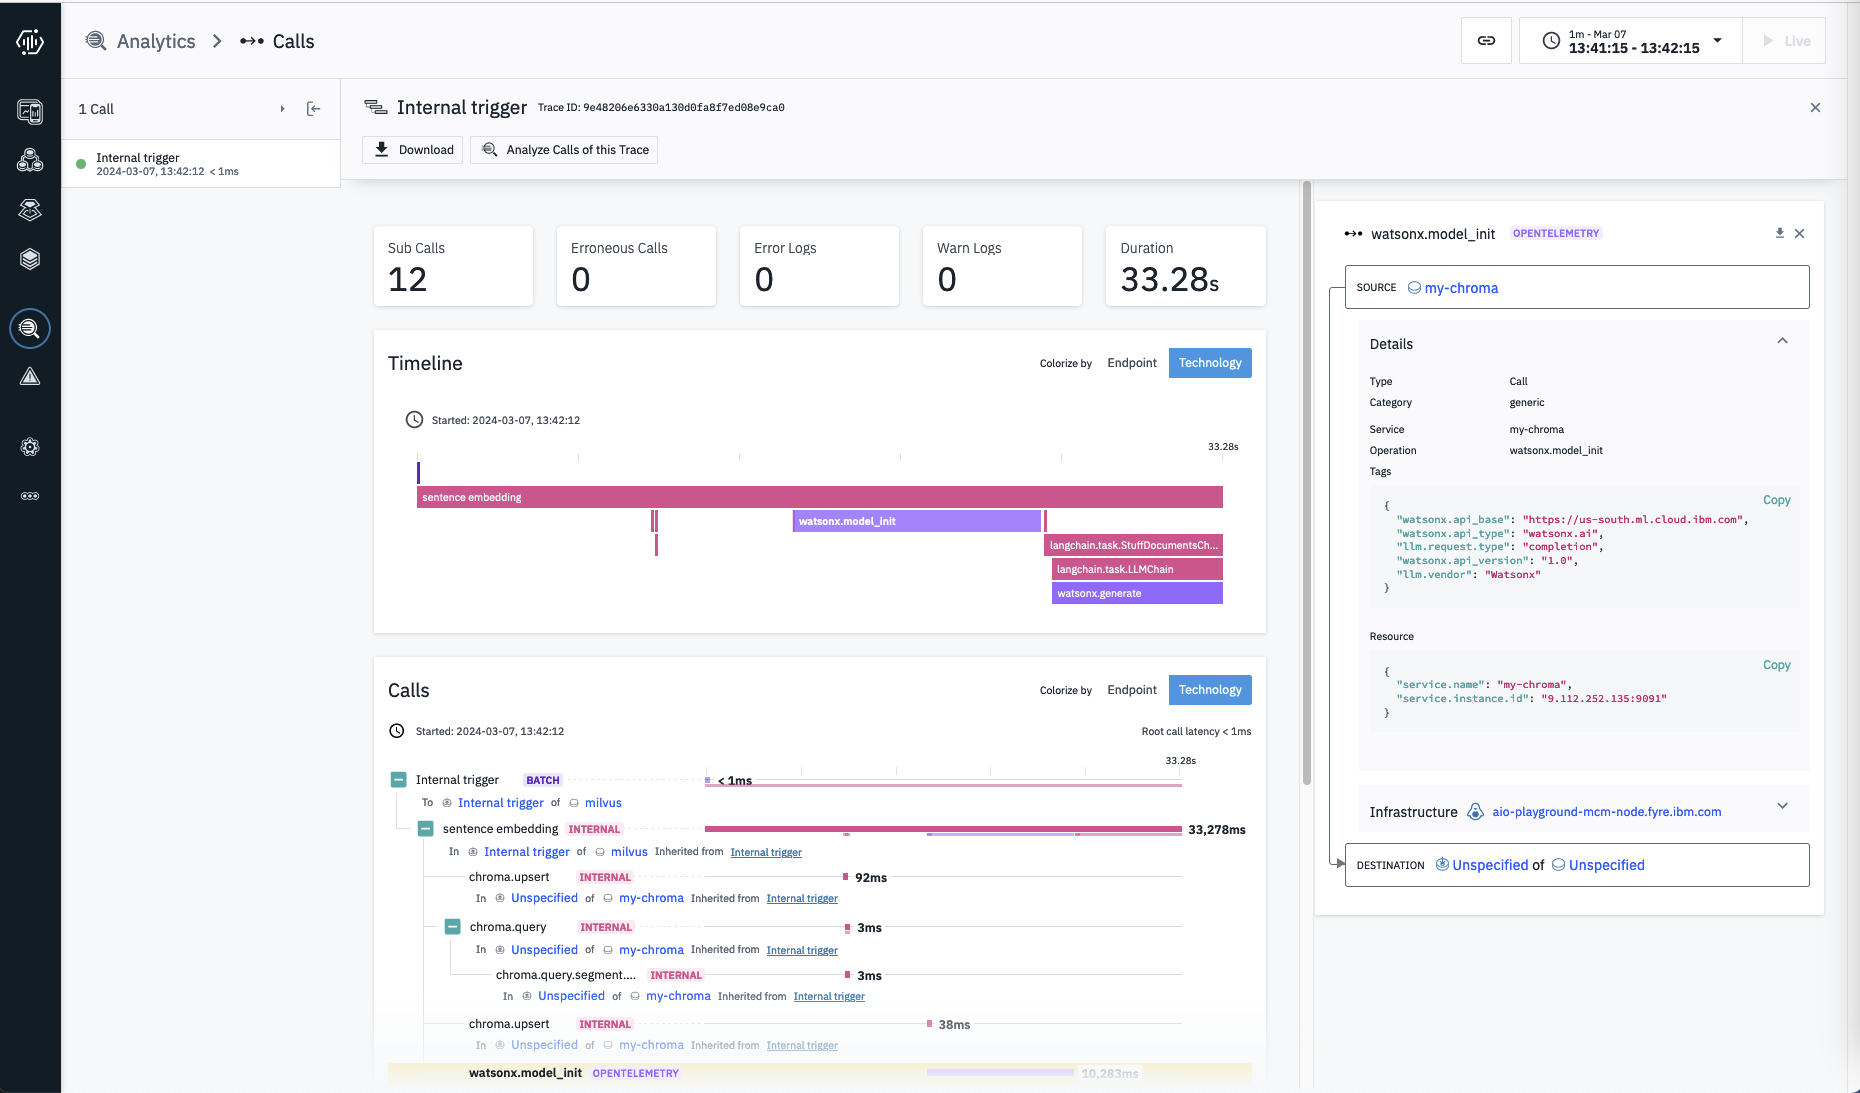 Analytics
Calls
1m - Mar 07
13:41:15 - 13:42:15
Live
1 Call
Internal trigger
2024-03-07, 13:42:12 < 1ms
Internal trigger Trace ID: 9e48206e6330a130d0fa8f7ed08e9ca0
Download
Analyze Calls of this Trace
Sub Calls
12
Erroneous Calls
0
Error Logs
0
Warn Logs
0
Duration
33.28s
Timeline
Colorize by Endpoint Technology
Started: 2024-03-07, 13:42:12
33.28s
sentence embedding
watsonx.model_init
langchain.task.StuffDocumentsCh...
langchain.task.LLMChain
watsonx.generate
Calls
Colorize by Endpoint Technology
Started: 2024-03-07, 13:42:12
Root call latency < 1ms
33.28s
Internal trigger BATCH < 1ms
To Internal trigger of milvus
sentence embedding INTERNAL 33,278ms
In Internal trigger of milvus Inherited from Internal trigger
chroma.upsert INTERNAL 92ms
In Unspecified of my-chroma Inherited from Internal trigger
chroma.query INTERNAL 3ms
In Unspecified of my-chroma Inherited from Internal trigger
chroma.query.segment.... INTERNAL 3ms
In Unspecified of my-chroma Inherited from Internal trigger
chroma.upsert INTERNAL 38ms
In Unspecified of my-chroma Inherited from Internal trigger
watsonx.model_init OPENTELEMETRY 10,283ms
watsonx.model_init OPENTELEMETRY
SOURCE my-chroma
Details
Type Call
Category generic
Service my-chroma
Operation watsonx.model_init
Tags
Copy
{
"watsonx.api_base": "https://us-south.ml.cloud.ibm.com",
"watsonx.api_type": "watsonx.ai",
"llm.request.type": "completion",
"watsonx.api_version": "1.0",
"llm.vendor": "Watsonx"
}
Resource
Copy
{
"service.name": "my-chroma",
"service.instance.id": "9.112.252.135:9091"
}
Infrastructure aio-playground-mcm-node.fyre.ibm.com
DESTINATION Unspecified of Unspecified